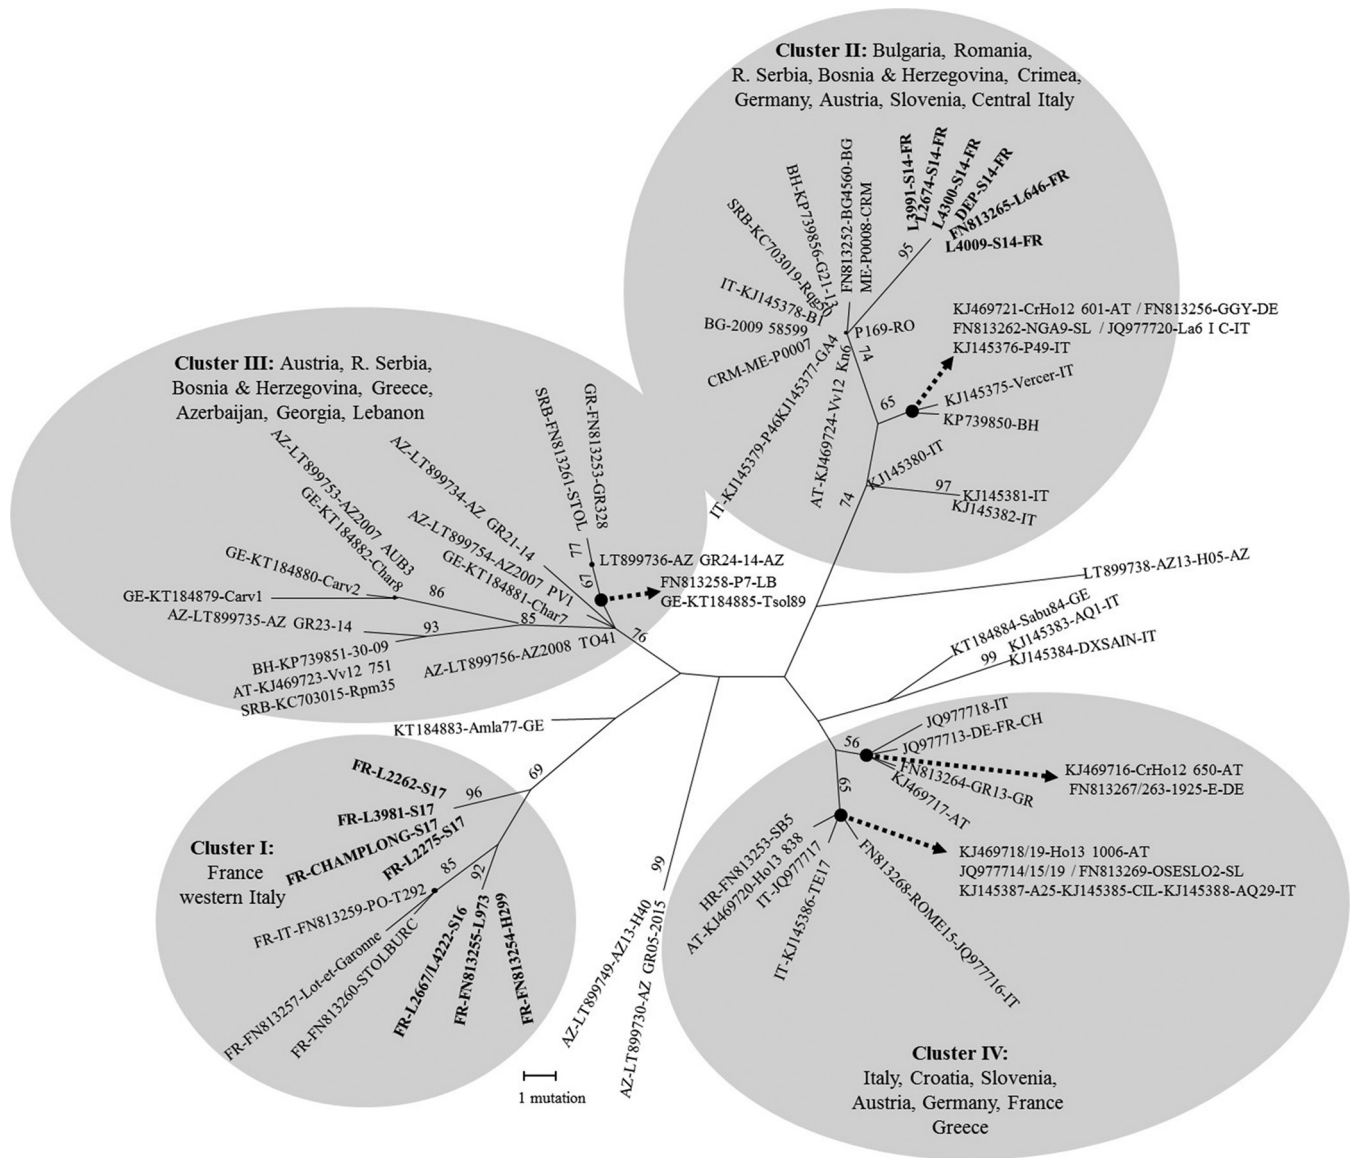 Cluster II: Bulgaria, Romania,
R. Serbia, Bosnia & Herzegovina, Crimea,
Germany, Austria, Slovenia, Central Italy
L3991-S14-FR
L2674-S14-FR
L4300-S14-FR
DEP-S14-FR
FN813265-L646-FR
L4009-S14-FR
95
FN813252-BG4560-BG
ME-P0008-CRM
BH-KP739856-G21-13
SRB-KC703019-Rqg50
IT-KJ145378-B1
BG-2009 58599
CRM-ME-P0007
IT-KJ145379-P46KJ145377-GA4
AT-KJ469724-Vv12 Kn6
P169-RO
74
KJ469721-CrHo12 601-AT / FN813256-GGY-DE
FN813262-NGA9-SL / JQ977720-La6 I C-IT
KJ145376-P49-IT
65
KJ145375-Vercer-IT
KP739850-BH
KJ145380-IT
97
KJ145381-IT
KJ145382-IT
74
Cluster III: Austria, R. Serbia,
Bosnia & Herzegovina, Greece,
Azerbaijan, Georgia, Lebanon
GR-FN813253-GR328
SRB-FN813261-STOL
77
67
LT899736-AZ GR24-14-AZ
FN813258-P7-LB
GE-KT184885-Tsol89
AZ-LT899734-AZ GR21-14
AZ-LT899753-AZ2007 AUB3
GE-KT184882-Char8
AZ-LT899754-AZ2007 PV1
GE-KT184881-Char7
GE-KT184880-Carv2
GE-KT184879-Carv1
86
AZ-LT899735-AZ GR23-14
93
85
BH-KP739851-30-09
AT-KJ469723-Vv12 751
SRB-KC703015-Rpm35
AZ-LT899756-AZ2008 TO41
76
LT899738-AZ13-H05-AZ
KT184884-Sabu84-GE
KJ145383-AQ1-IT
99
KJ145384-DXSAIN-IT
KT184883-Amla77-GE
69
FR-L2262-S17
96
FR-L3981-S17
FR-CHAMPLONG-S17
FR-L2275-S17
Cluster I:
France
western Italy
85
92
FR-IT-FN813259-PO-T292
FR-FN813257-Lot-et-Garonne
FR-FN813260-STOLBURC
FR-L2667/L4222-S16
FR-FN813255-L973
FR-FN813254-H299
99
AZ-LT899749-AZ13-H40
AZ-LT899730-AZ GR05-2015
1 mutation
56
JQ977718-IT
JQ977713-DE-FR-CH
FN813264-GR13-GR
KJ469717-AT
KJ469716-CrHo12 650-AT
FN813267/263-1925-E-DE
65
KJ469718/19-Ho13 1006-AT
JQ977714/15/19 / FN813269-OSESLO2-SL
KJ145387-A25-KJ145385-CIL-KJ145388-AQ29-IT
HR-FN813253-SB5
AT-KJ469720-Ho13 838
IT-JQ977717
IT-KJ145386-TE17
FN813268-ROME15-JQ977716-IT
Cluster IV:
Italy, Croatia, Slovenia,
Austria, Germany, France
Greece